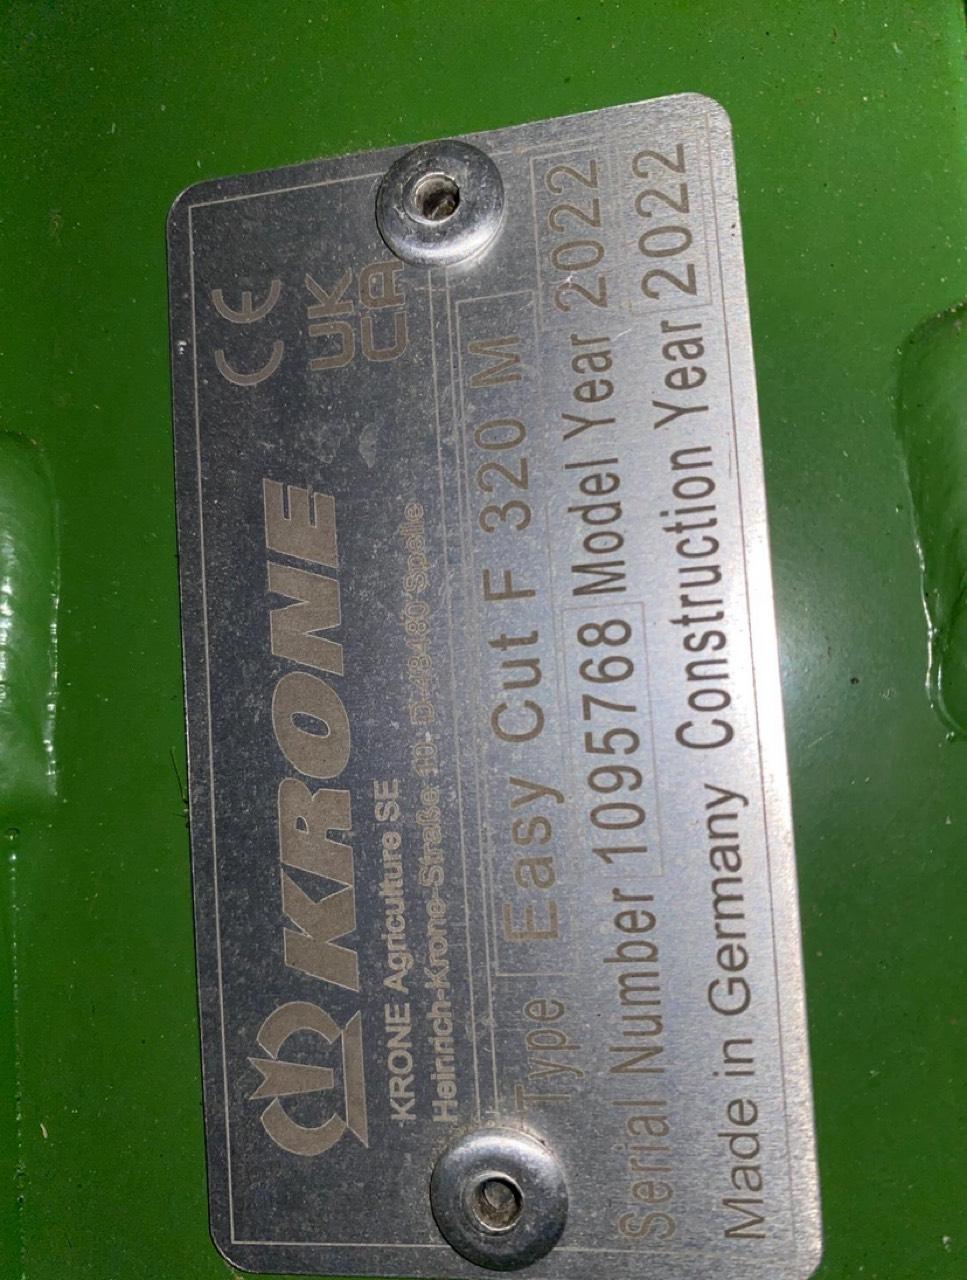 KRONE
CE
UK
CA
KRONE Agriculture SE
Heinrich-Krone-Straße 10, D-48480 Spelle
Type Easy Cut F 320 M
Serial Number 1095768 Model Year 2022
Made in Germany Construction Year 2022